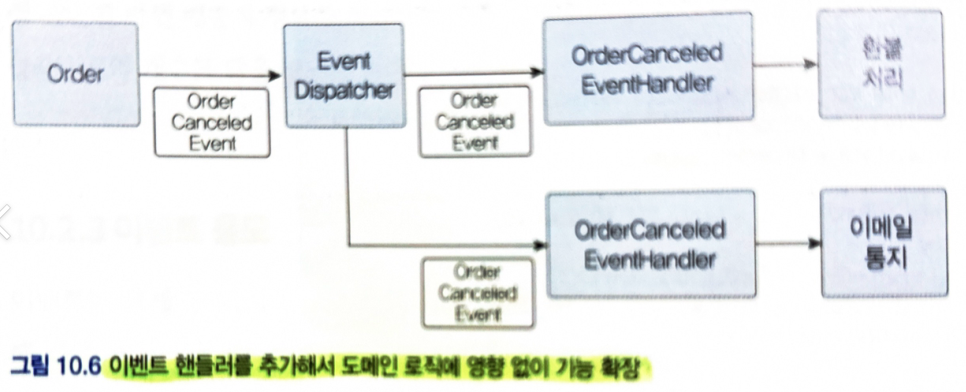 Order
Order
Canceled
Event
Event
Dispatcher
Order
Canceled
Event
OrderCanceled
EventHandler
환불
처리
Order
Canceled
Event
OrderCanceled
EventHandler
이메일
통지
그림 10.6 이벤트 핸들러를 추가해서 도메인 로직에 영향 없이 기능 확장